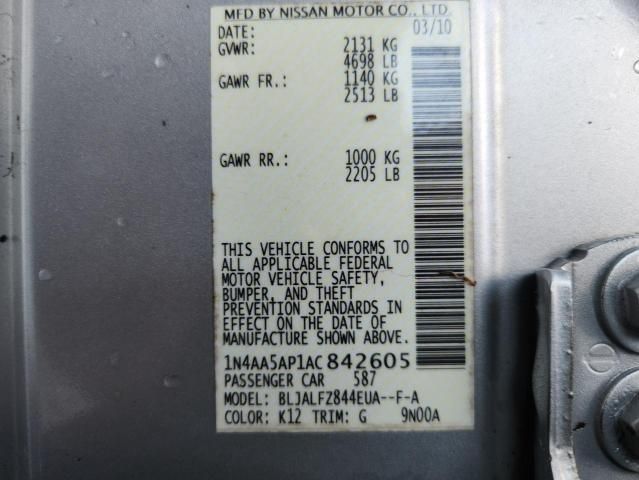 MFD BY NISSAN MOTOR CO., LTD.
DATE: 03/10
GVWR: 2131 KG
4698 LB
GAWR FR.: 1140 KG
2513 LB
GAWR RR.: 1000 KG
2205 LB
THIS VEHICLE CONFORMS TO
ALL APPLICABLE FEDERAL
MOTOR VEHICLE SAFETY,
BUMPER, AND THEFT
PREVENTION STANDARDS IN
EFFECT ON THE DATE OF
MANUFACTURE SHOWN ABOVE.
1N4AA5AP1AC842605
PASSENGER CAR 587
MODEL: BLJALFZ844EUA--F-A
COLOR: K12 TRIM: G 9N00A